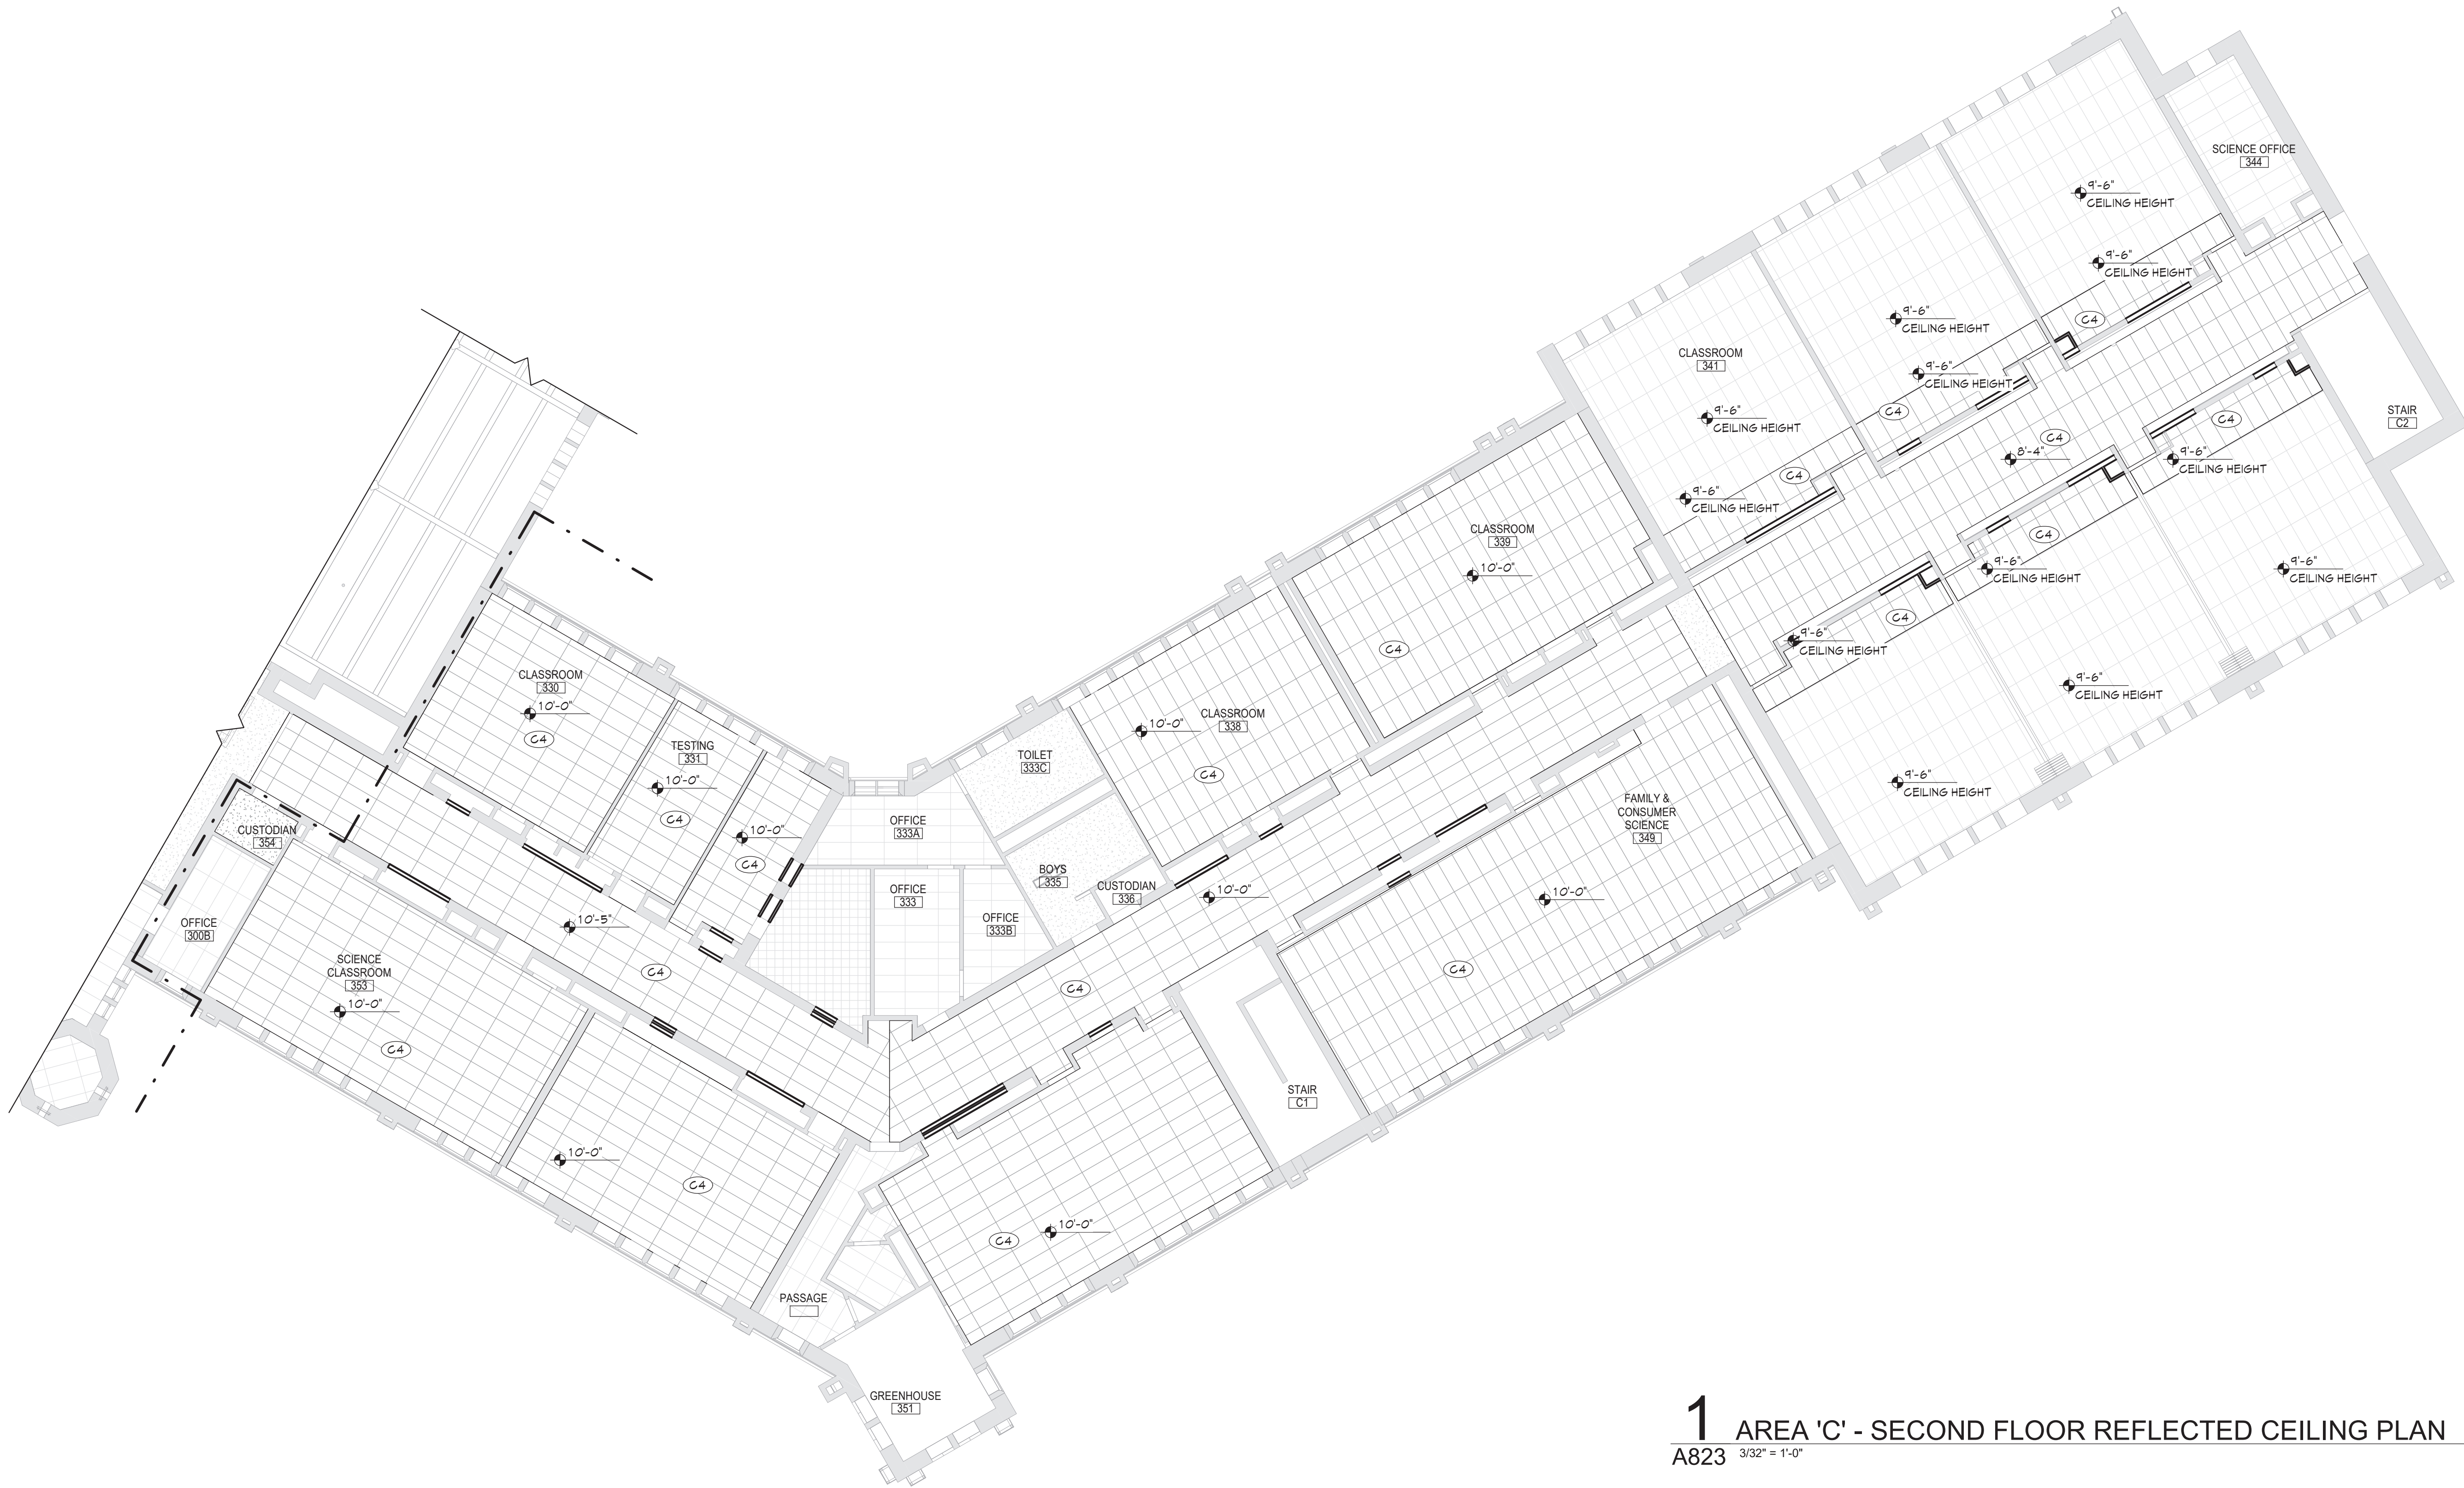 SCIENCE OFFICE
344
9'-6"
CEILING HEIGHT
9'-6"
CEILING HEIGHT
C4
9'-6"
CEILING HEIGHT
9'-6"
CEILING HEIGHT
C4
CLASSROOM
341
9'-6"
CEILING HEIGHT
C4
9'-6"
CEILING HEIGHT
STAIR
C2
C4
C4
8'-4"
9'-6"
CEILING HEIGHT
C4
9'-6"
CEILING HEIGHT
9'-6"
CEILING HEIGHT
C4
9'-6"
CEILING HEIGHT
9'-6"
CEILING HEIGHT
9'-6"
CEILING HEIGHT
CLASSROOM
339
10'-0"
C4
CLASSROOM
338
10'-0"
C4
CLASSROOM
330
10'-0"
C4
TESTING
331
10'-0"
C4
10'-0"
C4
TOILET
333C
OFFICE
333A
BOYS
335
OFFICE
333
CUSTODIAN
336
OFFICE
333B
10'-0"
C4
FAMILY &
CONSUMER
SCIENCE
349
10'-0"
C4
CUSTODIAN
354
OFFICE
300B
10'-5"
C4
SCIENCE
CLASSROOM
353
10'-0"
C4
10'-0"
C4
STAIR
C1
10'-0"
C4
PASSAGE
GREENHOUSE
351
1
AREA 'C' - SECOND FLOOR REFLECTED CEILING PLAN
A823
3/32" = 1'-0"